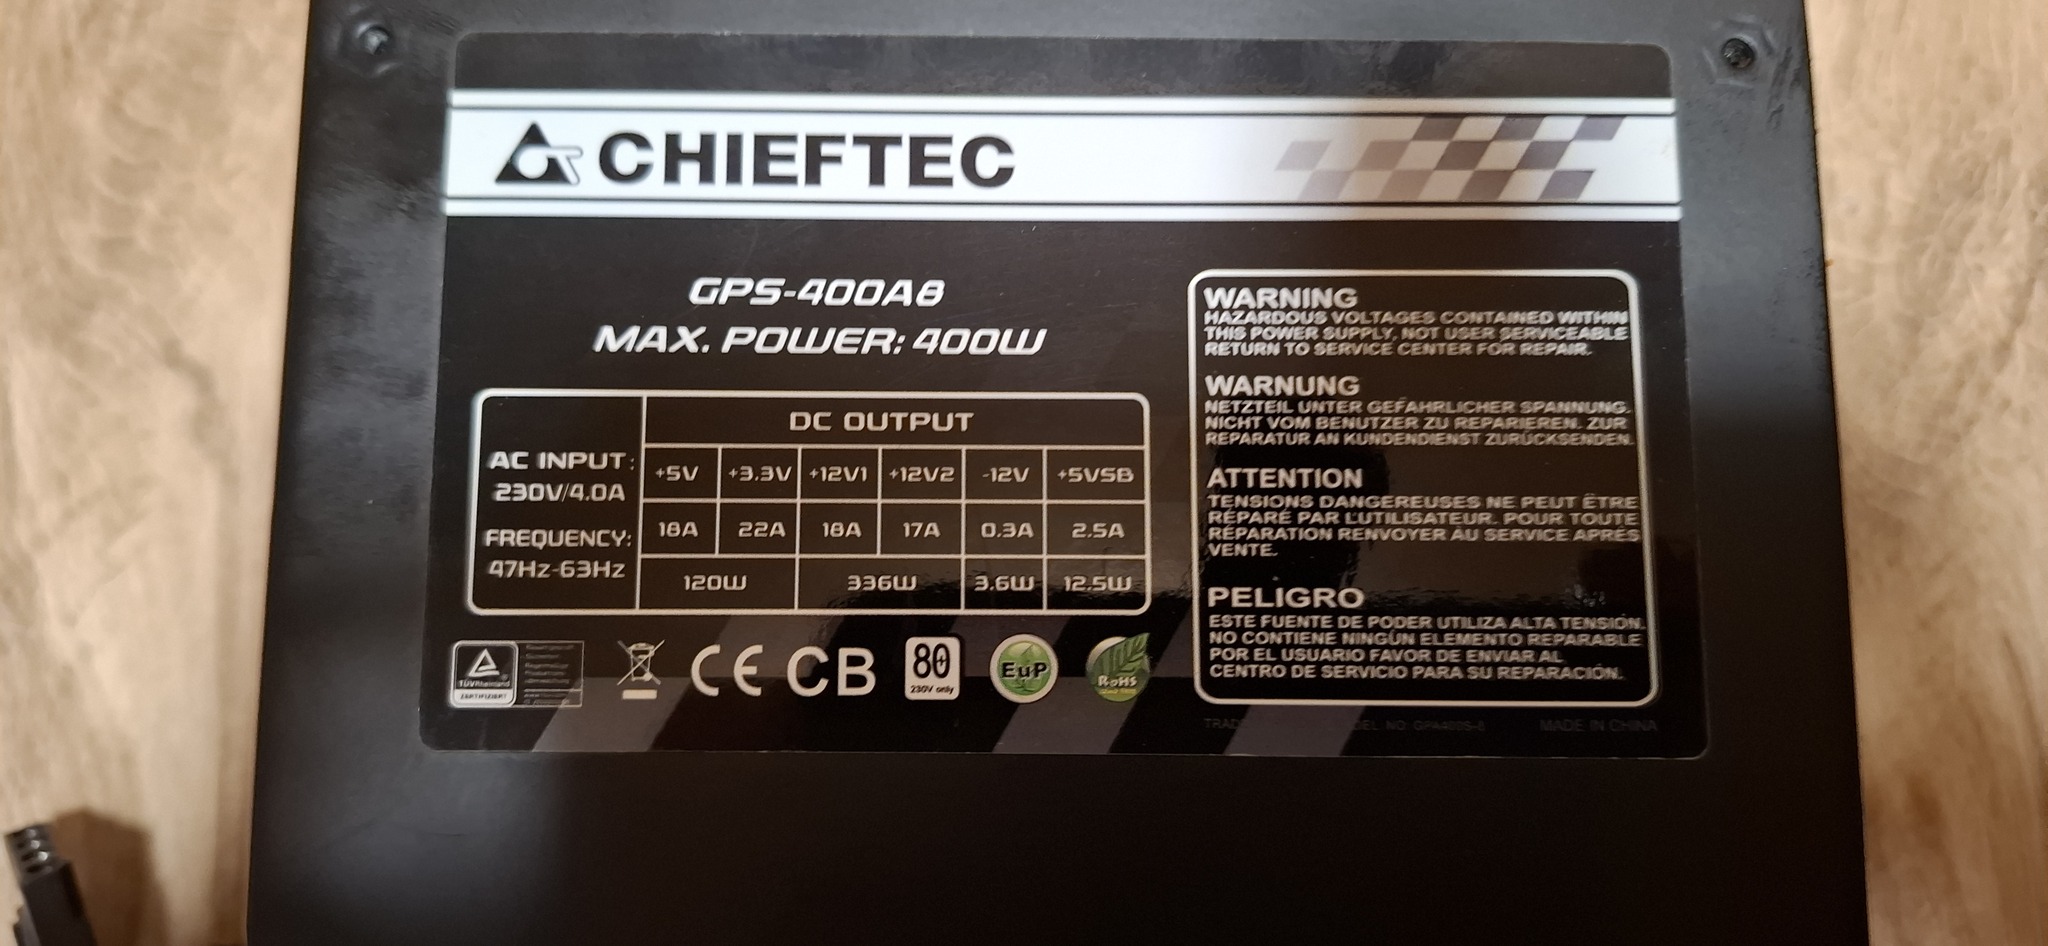 CHIEFTEC
GPS-400A8
MAX. POWER: 400W
AC INPUT:
230V/4.0A
FREQUENCY:
47Hz-63Hz
DC OUTPUT
+5V +3.3V +12V1 +12V2 -12V +5VSB
18A 22A 18A 17A 0.3A 2.5A
120W 336W 3.6W 12.5W
TÜVRheinland
ZERTIFIZIERT
CE
CB
80
230V only
EuP
RoHS
WARNING
HAZARDOUS VOLTAGES CONTAINED WITHIN
THIS POWER SUPPLY, NOT USER SERVICEABLE
RETURN TO SERVICE CENTER FOR REPAIR.
WARNUNG
NETZTEIL UNTER GEFAHRLICHER SPANNUNG.
NICHT VOM BENUTZER ZU REPARIEREN. ZUR
REPARATUR AN KUNDENDIENST ZURÜCKSENDEN.
ATTENTION
TENSIONS DANGEREUSES NE PEUT ÊTRE
RÉPARÉ PAR L'UTILISATEUR. POUR TOUTE
RÉPARATION RENVOYER AU SERVICE APRÈS
VENTE.
PELIGRO
ESTE FUENTE DE PODER UTILIZA ALTA TENSIÓN.
NO CONTIENE NINGÚN ELEMENTO REPARABLE
POR EL USUARIO FAVOR DE ENVIAR AL
CENTRO DE SERVICIO PARA SU REPARACIÓN.
NO: GPA400S-8 MADE IN CHINA